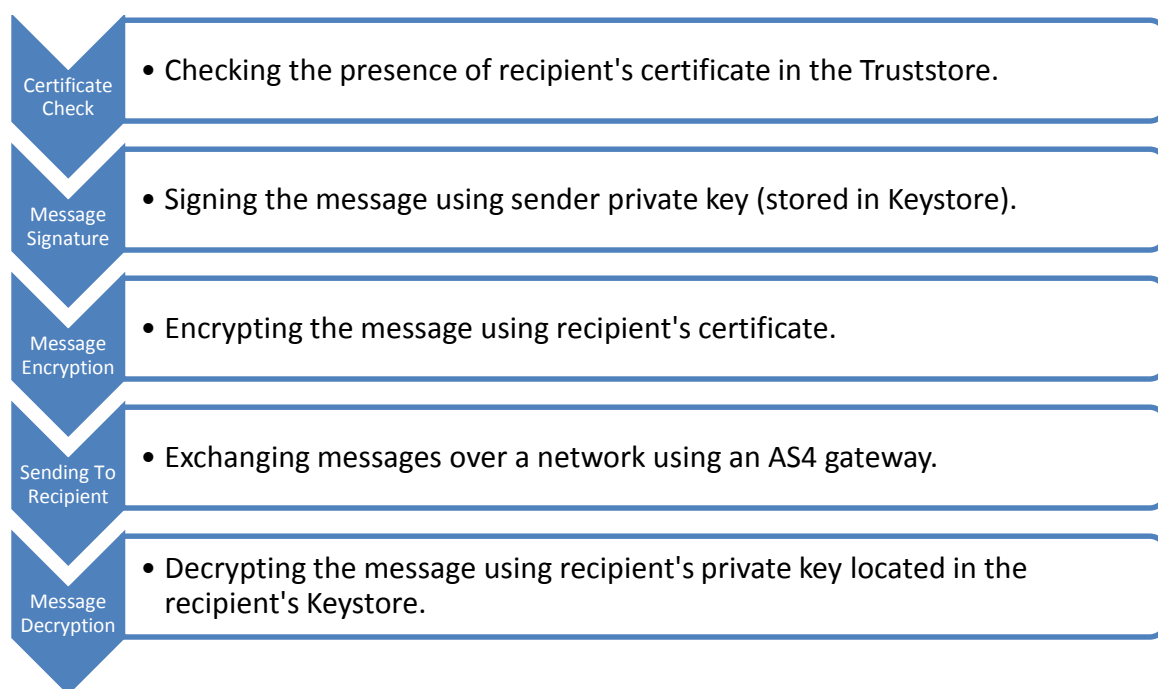 Certificate
Check
• Checking the presence of recipient's certificate in the Truststore.
Message
Signature
• Signing the message using sender private key (stored in Keystore).
Message
Encryption
• Encrypting the message using recipient's certificate.
Sending To
Recipient
• Exchanging messages over a network using an AS4 gateway.
Message
Decryption
• Decrypting the message using recipient's private key located in the
recipient's Keystore.